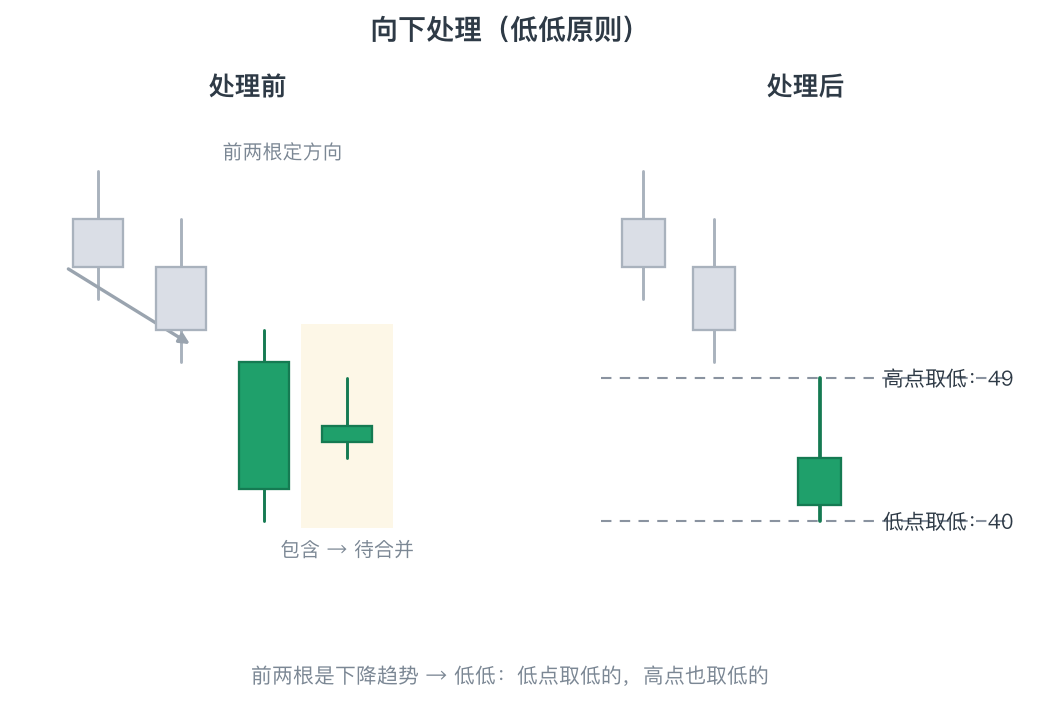 向下处理（低低原则）
处理前
处理后
前两根定方向
高点取低：49
低点取低：40
包含 → 待合并
前两根是下降趋势 → 低低：低点取低的，高点也取低的